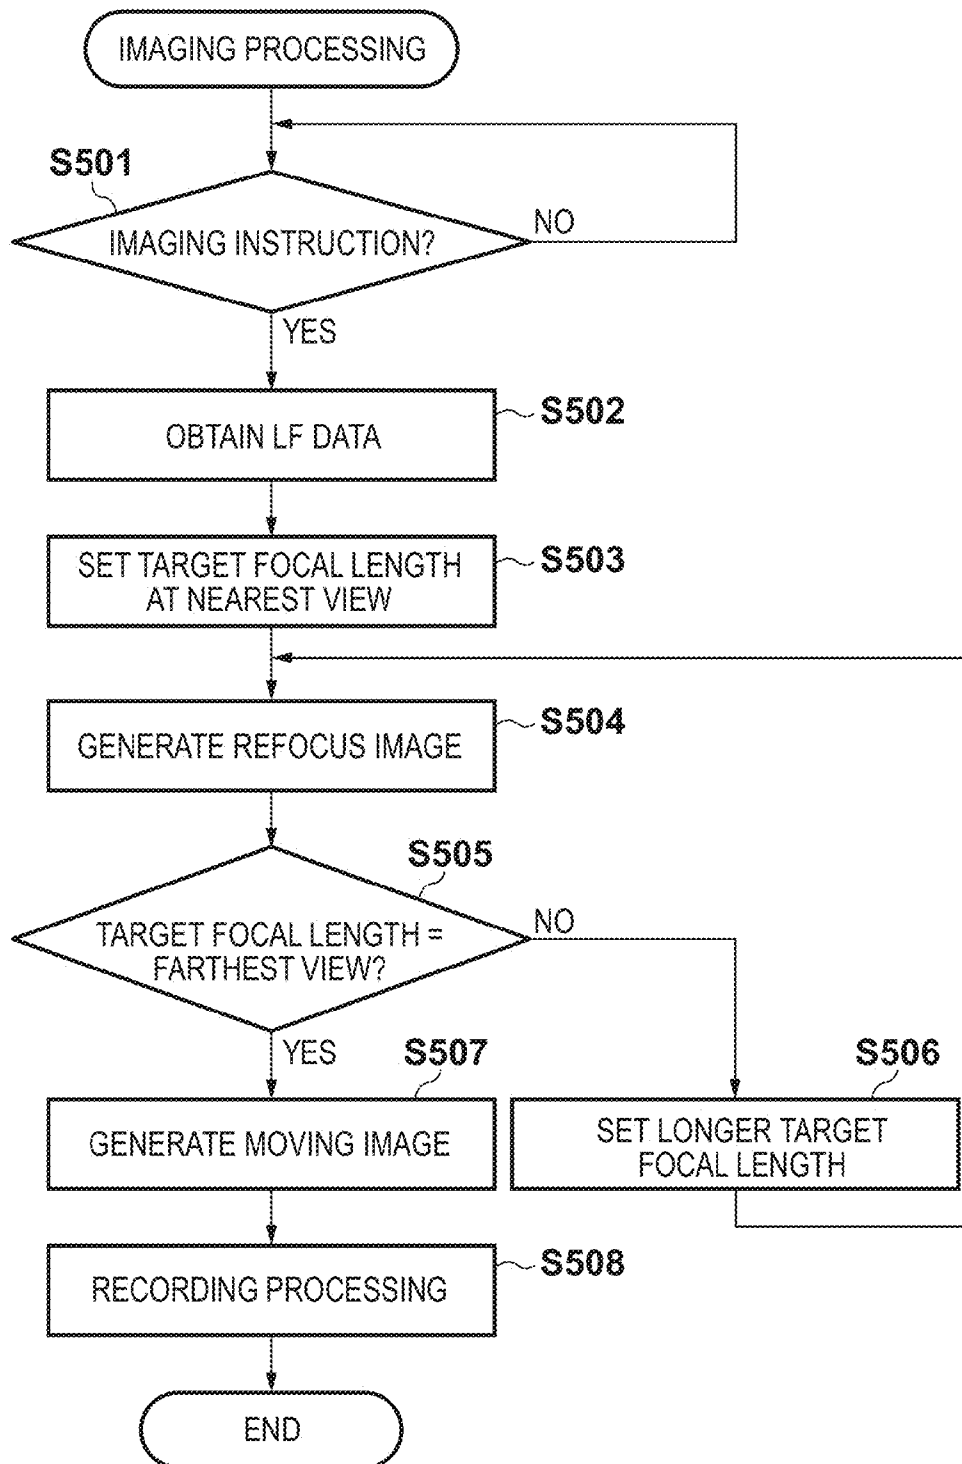 IMAGING PROCESSING
S501
IMAGING INSTRUCTION?
NO
YES
OBTAIN LF DATA
S502
SET TARGET FOCAL LENGTH
AT NEAREST VIEW
S503
GENERATE REFOCUS IMAGE
S504
S505
TARGET FOCAL LENGTH =
FARTHEST VIEW?
NO
YES
S507
GENERATE MOVING IMAGE
S506
SET LONGER TARGET
FOCAL LENGTH
RECORDING PROCESSING
S508
END